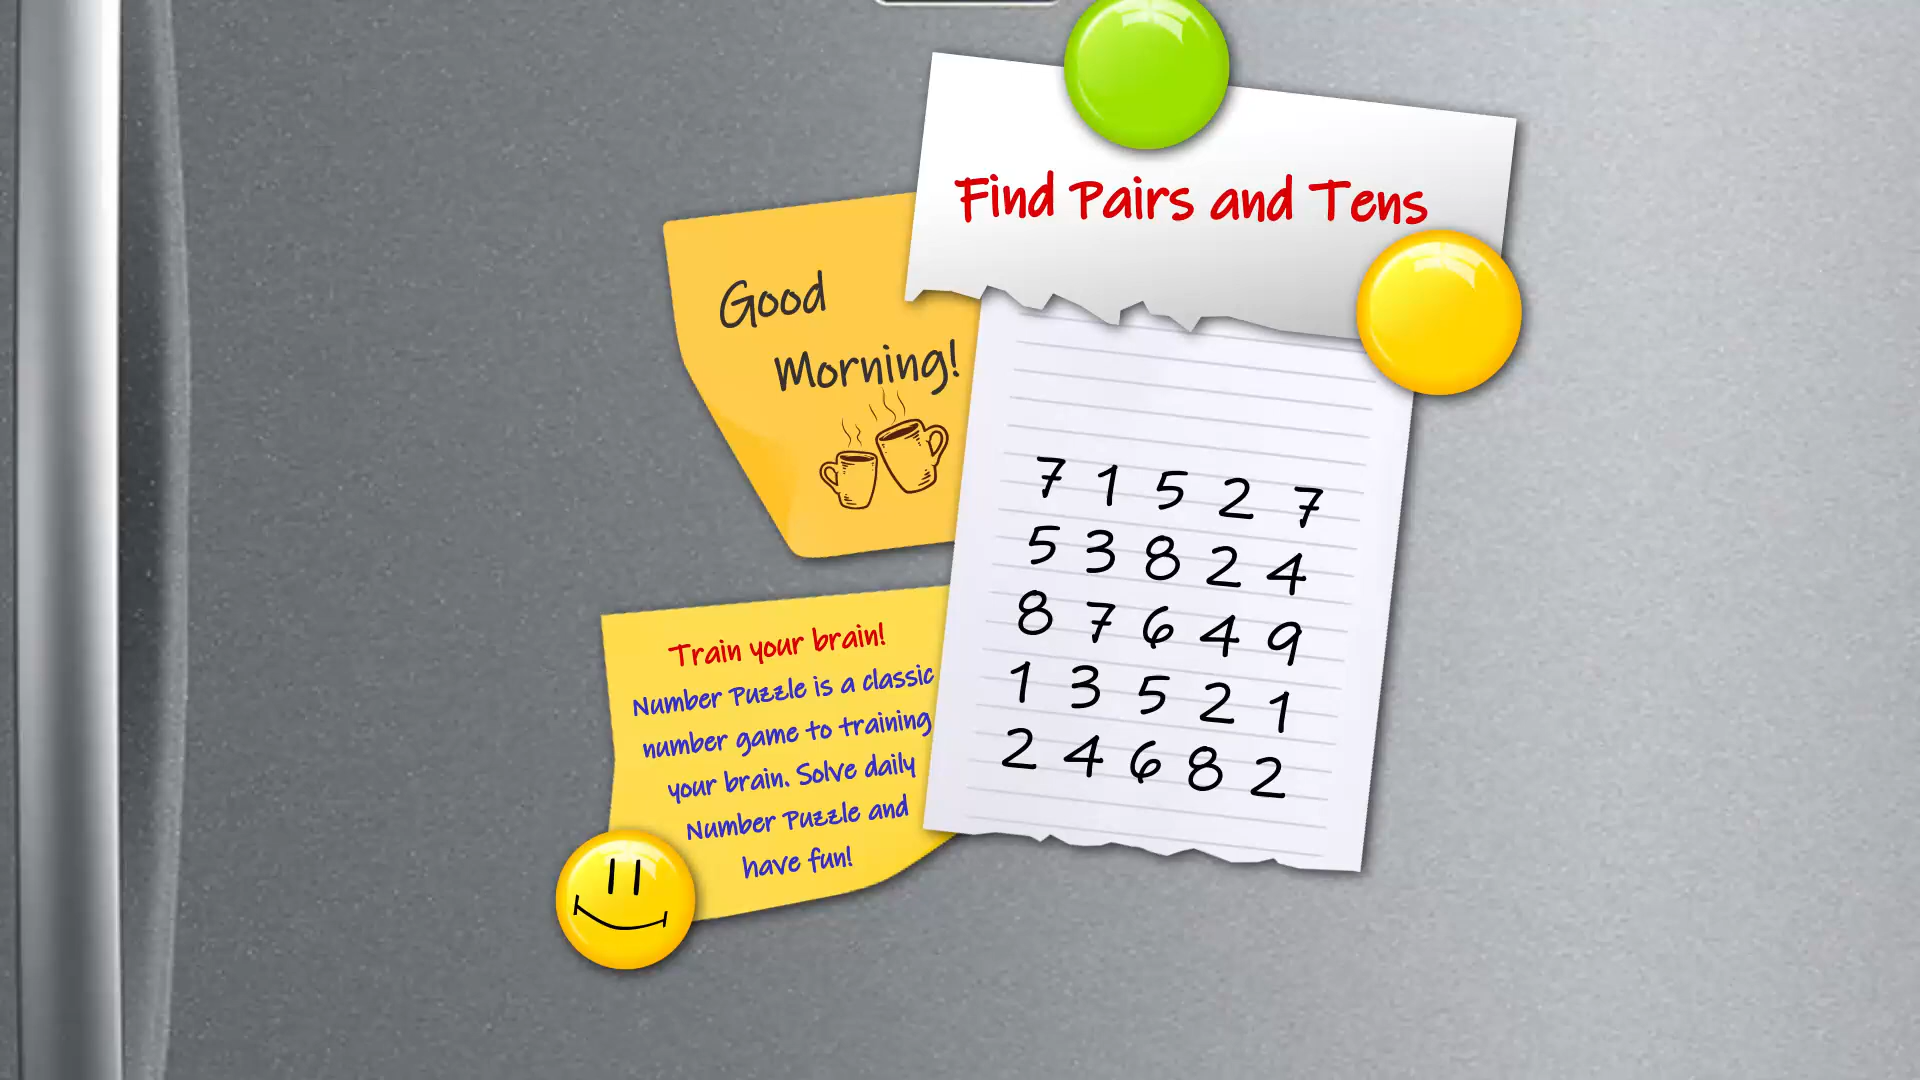 Find Pairs and Tens
Good
Morning!
7 1 5 2 7
5 3 8 2 4
8 7 6 4 9
1 3 5 2 1
2 4 6 8 2
Train your brain!
Number Puzzle is a classic
number game to training
your brain. Solve daily
Number Puzzle and
have fun!